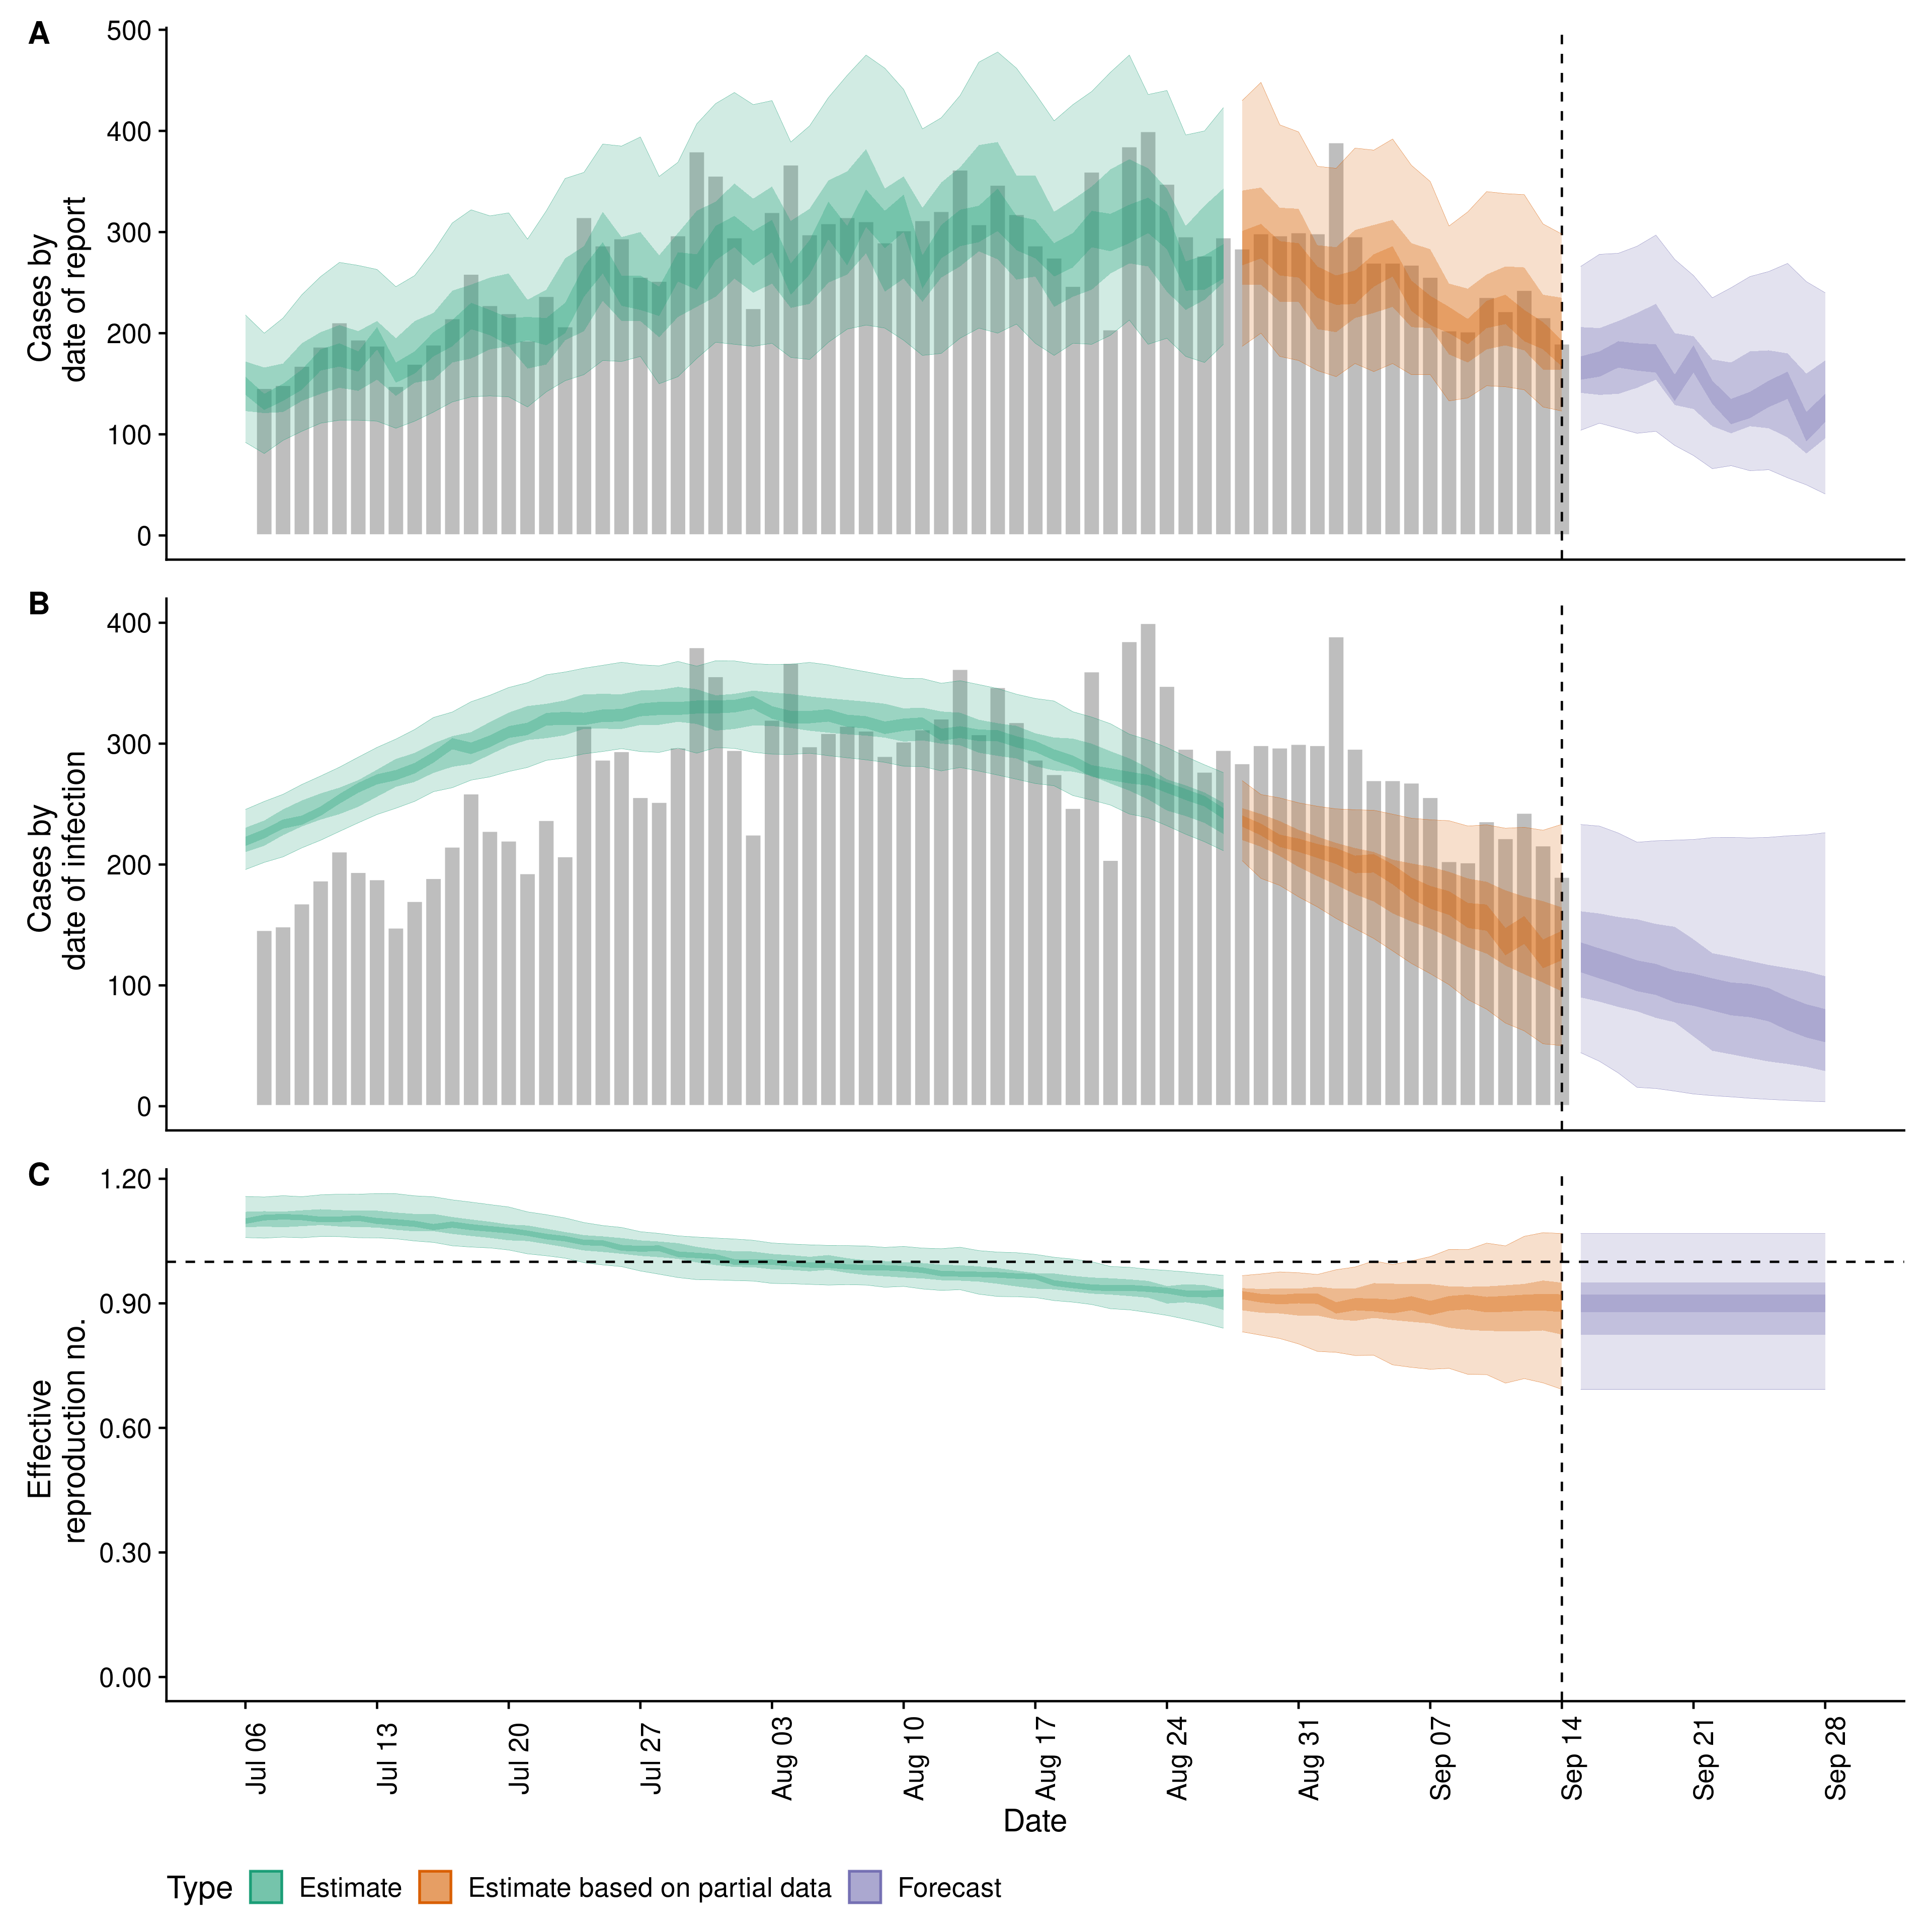 A
Cases by
date of report
500
400
300
200
100
0
B
Cases by
date of infection
400
300
200
100
0
C
Effective
reproduction no.
1.20
0.90
0.60
0.30
0.00
Jul 06
Jul 13
Jul 20
Jul 27
Aug 03
Aug 10
Aug 17
Aug 24
Aug 31
Sep 07
Sep 14
Sep 21
Sep 28
Date
Type Estimate Estimate based on partial data Forecast